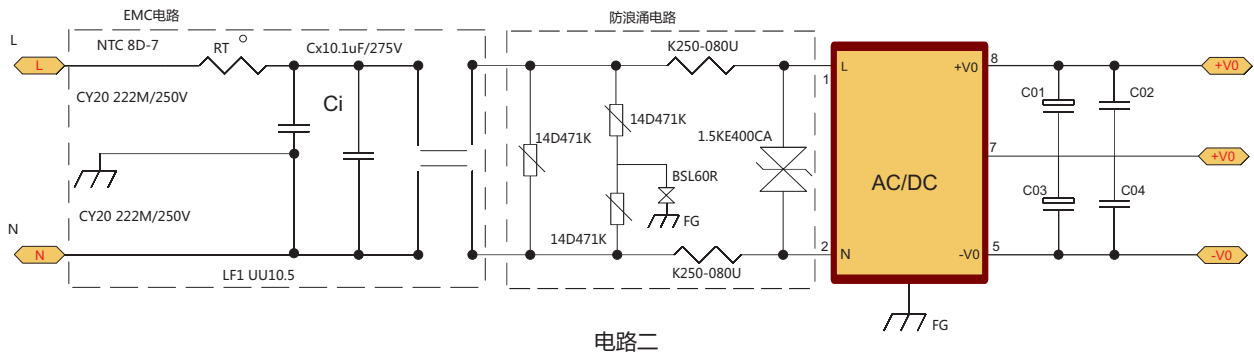 EMC电路
防浪涌电路
L
NTC 8D-7
RT
Cx10.1uF/275V
K250-080U
L
1
L
+V0
8
+V0
CY20 222M/250V
Ci
C01
C02
14D471K
14D471K
1.5KE400CA
7
+V0
BSL60R
AC/DC
C03
C04
CY20 222M/250V
FG
N
14D471K
N
2
N
-V0
5
-V0
LF1 UU10.5
K250-080U
FG
电路二